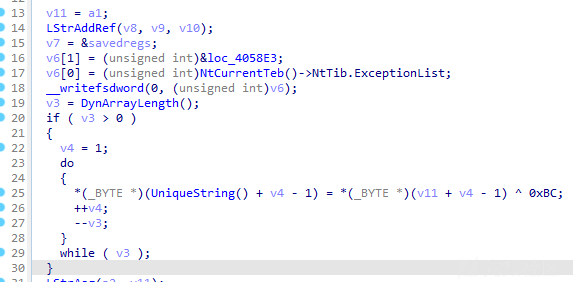 13 v11 = a1;
14 LStrAddRef(v8, v9, v10);
15 v7 = &savedregs;
16 v6[1] = (unsigned int)&loc_4058E3;
17 v6[0] = (unsigned int)NtCurrentTeb()->NtTib.ExceptionList;
18 __writefsdword(0, (unsigned int)v6);
19 v3 = DynArrayLength();
20 if ( v3 > 0 )
21 {
22 v4 = 1;
23 do
24 {
25 *(_BYTE *)(UniqueString() + v4 - 1) = *(_BYTE *)(v11 + v4 - 1) ^ 0xBC;
26 ++v4;
27 --v3;
28 }
29 while ( v3 );
30 }